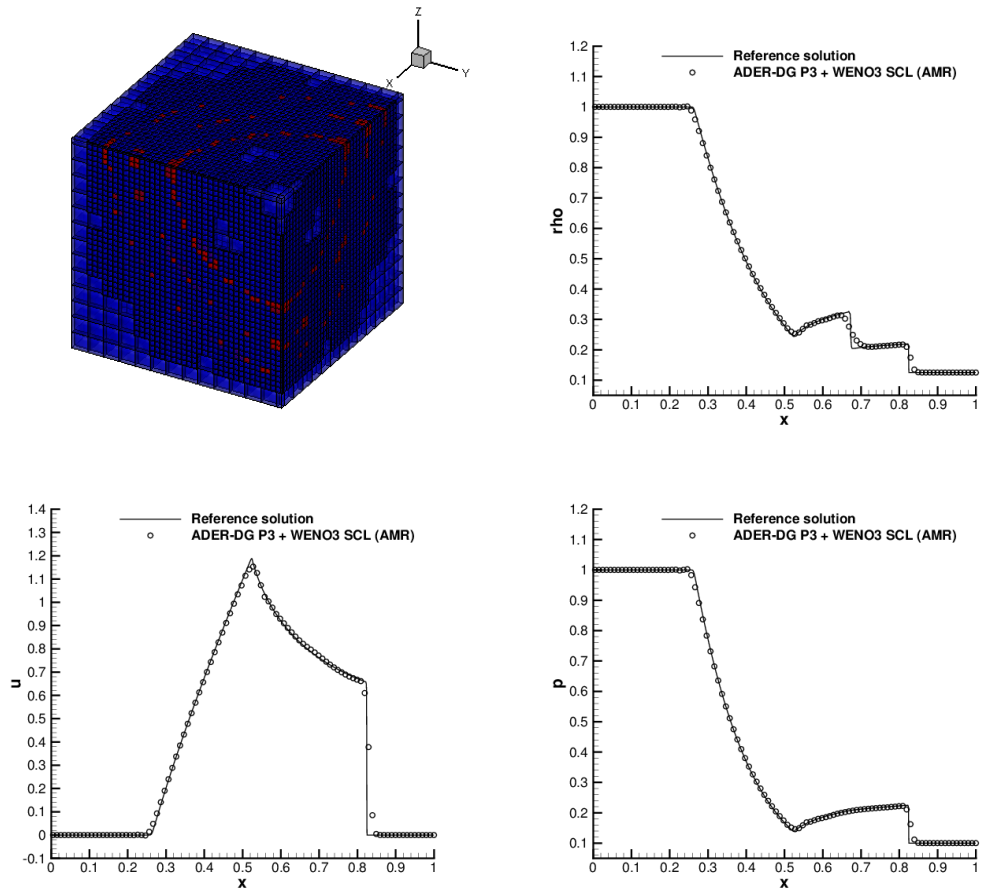 Z
Y
X
Reference solution
ADER-DG P3 + WENO3 SCL (AMR)
rho
1.2
1.1
1
0.9
0.8
0.7
0.6
0.5
0.4
0.3
0.2
0.1
0 0.1 0.2 0.3 0.4 0.5 0.6 0.7 0.8 0.9 1
x
Reference solution
ADER-DG P3 + WENO3 SCL (AMR)
u
1.4
1.3
1.2
1.1
1
0.9
0.8
0.7
0.6
0.5
0.4
0.3
0.2
0.1
0
-0.1
0 0.1 0.2 0.3 0.4 0.5 0.6 0.7 0.8 0.9 1
x
Reference solution
ADER-DG P3 + WENO3 SCL (AMR)
p
1.2
1.1
1
0.9
0.8
0.7
0.6
0.5
0.4
0.3
0.2
0.1
0 0.1 0.2 0.3 0.4 0.5 0.6 0.7 0.8 0.9 1
x